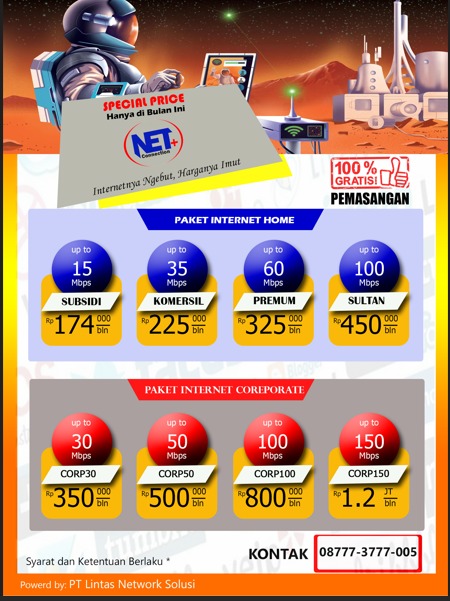 SPECIAL PRICE
Hanya di Bulan Ini
NET+
Connection
Internetnya Ngebut, Harganya Imut
100%
GRATIS!
PEMASANGAN
PAKET INTERNET HOME
up to 15 Mbps
SUBSIDI
Rp 174 000 bln
up to 35 Mbps
KOMERSIL
Rp 225 000 bln
up to 60 Mbps
PREMUM
Rp 325 000 bln
up to 100 Mbps
SULTAN
Rp 450 000 bln
PAKET INTERNET COREPORATE
up to 30 Mbps
CORP30
Rp 350 000 bln
up to 50 Mbps
CORP50
Rp 500 000 bln
up to 100 Mbps
CORP100
Rp 800 000 bln
up to 150 Mbps
CORP150
Rp 1.2 JT bln
KONTAK 08777-3777-005
Syarat dan Ketentuan Berlaku *
Powerd by: PT Lintas Network Solusi